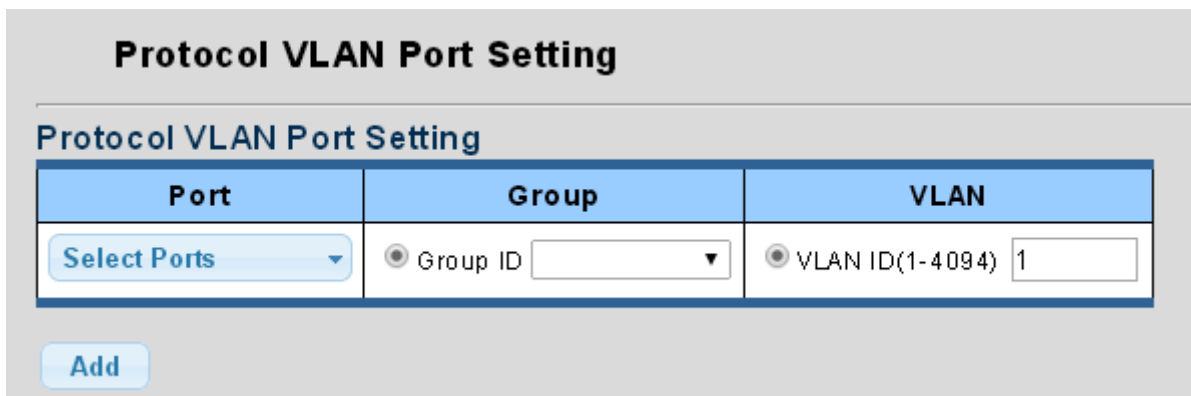 Protocol VLAN Port Setting
Protocol VLAN Port Setting
Port Group VLAN
Select Ports Group ID VLAN ID(1-4094) 1
Add